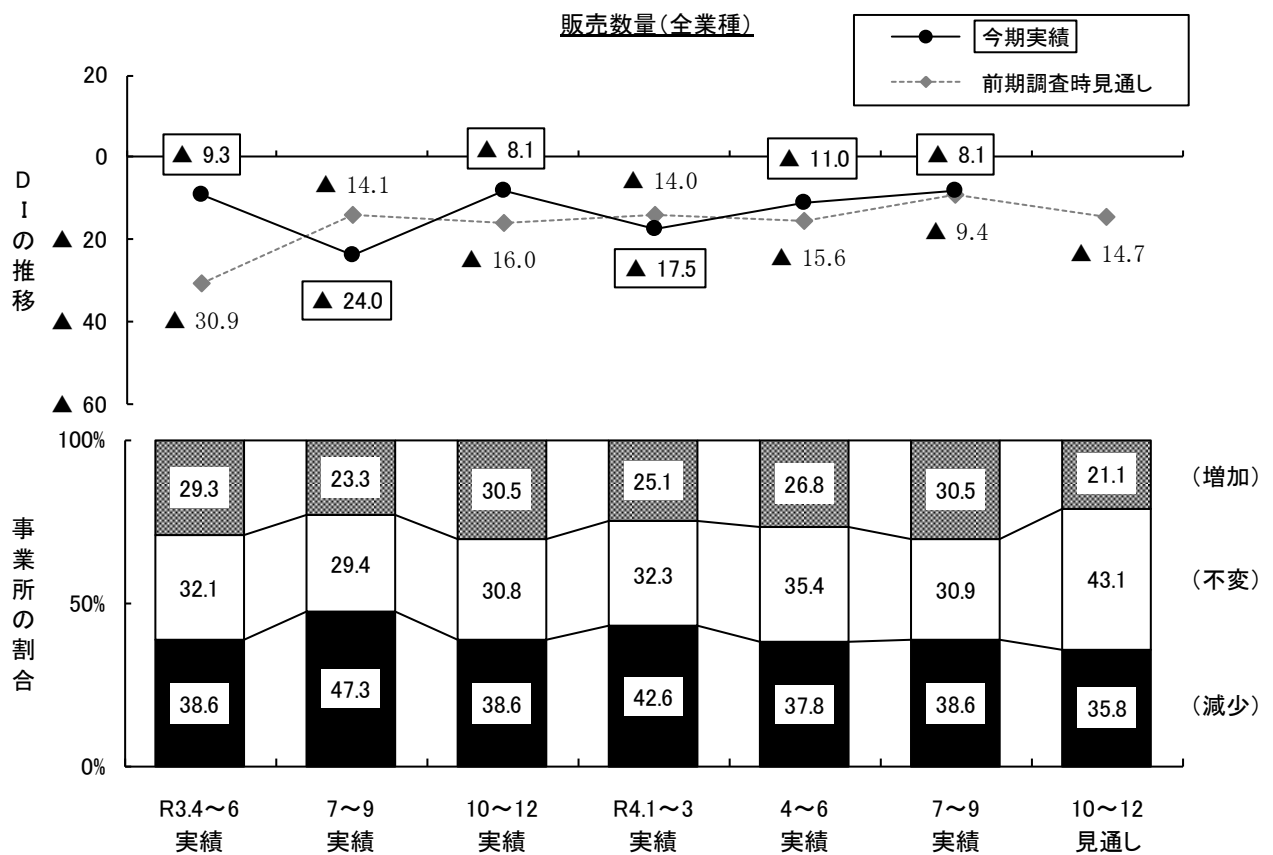 販売数量(全業種)
今期実績
前期調査時見通し
DIの推移
20
0
▲ 20
▲ 40
▲ 60
▲ 9.3
▲ 14.1
▲ 8.1
▲ 14.0
▲ 11.0
▲ 8.1
▲ 30.9
▲ 24.0
▲ 16.0
▲ 17.5
▲ 15.6
▲ 9.4
▲ 14.7
事業所の割合
100%
50%
0%
29.3 23.3 30.5 25.1 26.8 30.5 21.1 (増加)
32.1 29.4 30.8 32.3 35.4 30.9 43.1 (不変)
38.6 47.3 38.6 42.6 37.8 38.6 35.8 (減少)
R3.4～6 7～9 10～12 R4.1～3 4～6 7～9 10～12
実績 実績 実績 実績 実績 実績 見通し